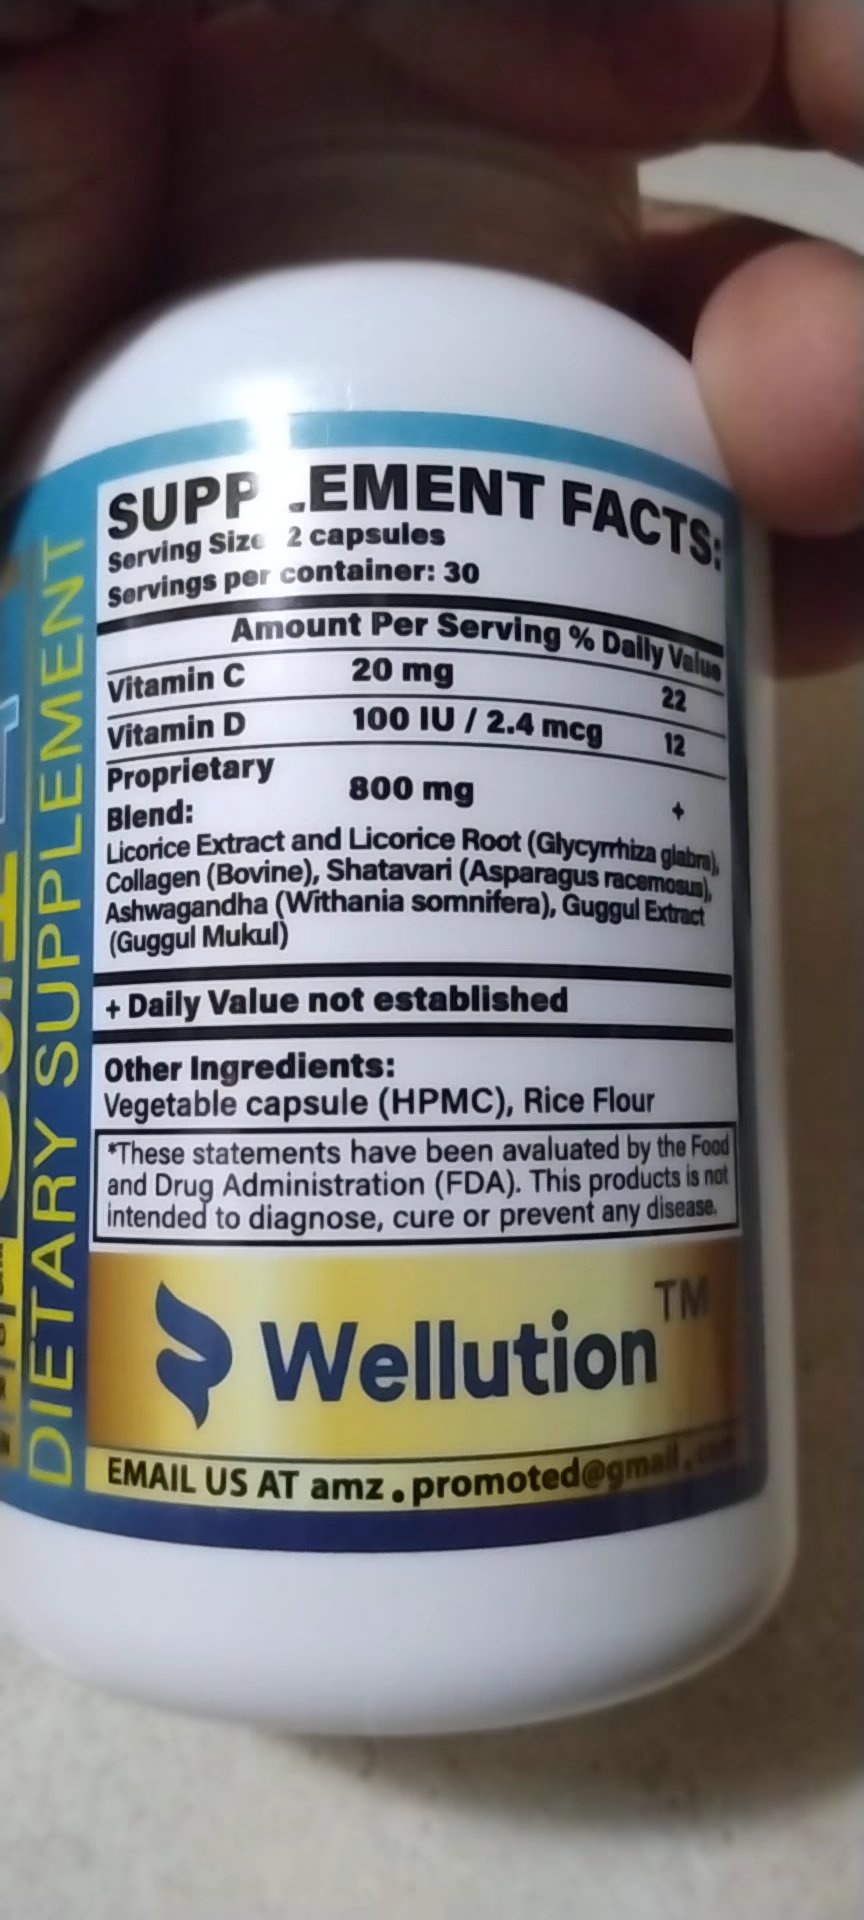 SUPP EMENT FACTS:
Serving Size 2 capsules
Servings per container: 30
Amount Per Serving % Daily Value
Vitamin C 20 mg 22
Vitamin D 100 IU / 2.4 mcg 12
Proprietary
Blend: 800 mg +
Licorice Extract and Licorice Root (Glycyrrhiza glabra),
Collagen (Bovine), Shatavari (Asparagus racemosus),
Ashwagandha (Withania somnifera), Guggul Extract
(Guggul Mukul)
+ Daily Value not established
Other Ingredients:
Vegetable capsule (HPMC), Rice Flour
*These statements have been avaluated by the Food
and Drug Administration (FDA). This products is not
intended to diagnose, cure or prevent any disease.
Wellution™
EMAIL US AT amz.promoted@gmail.
DIETARY SUPPLEMENT